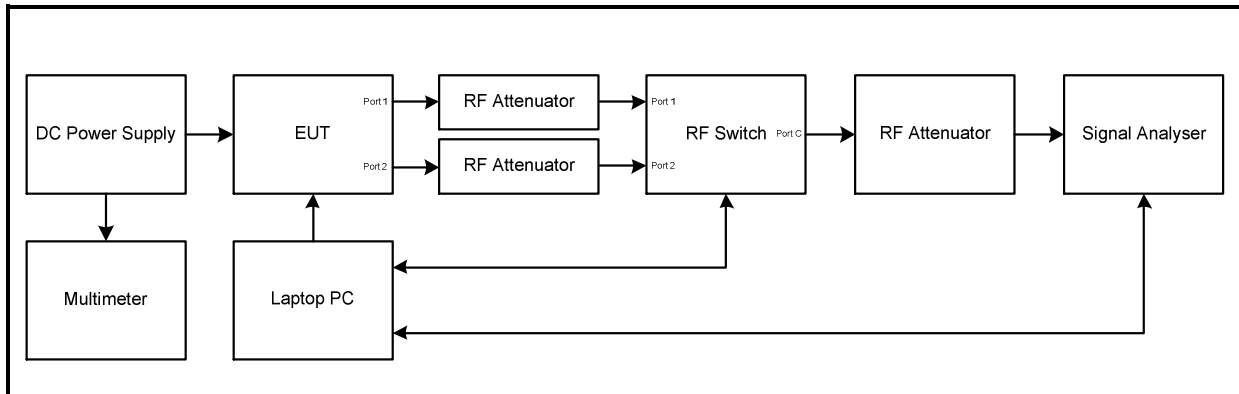 DC Power Supply
EUT
Port 1
Port 2
RF Attenuator
RF Attenuator
Port 1
Port 2
RF Switch
Port C
RF Attenuator
Signal Analyser
Multimeter
Laptop PC